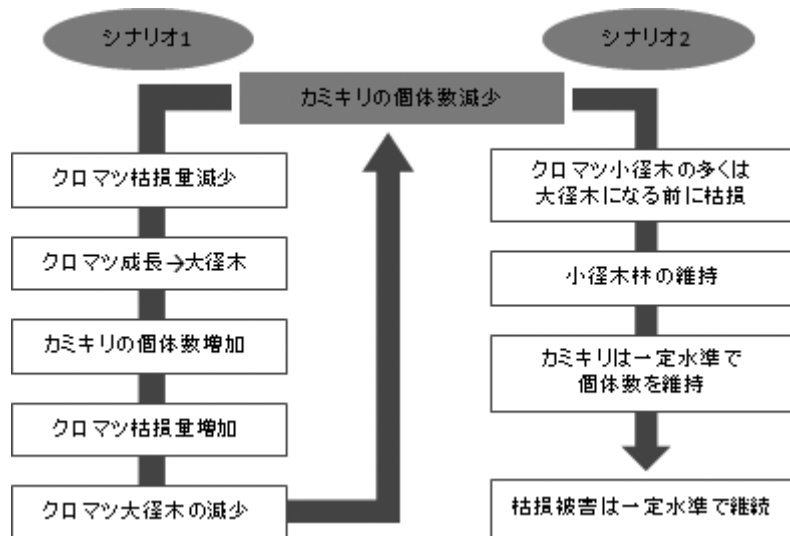 シナリオ1
シナリオ2
カミキリの個体数減少
クロマツ枯損量減少
クロマツ成長→大径木
カミキリの個体数増加
クロマツ枯損量増加
クロマツ大径木の減少
クロマツ小径木の多くは
大径木になる前に枯損
小径木林の維持
カミキリは一定水準で
個体数を維持
枯損被害は一定水準で継続